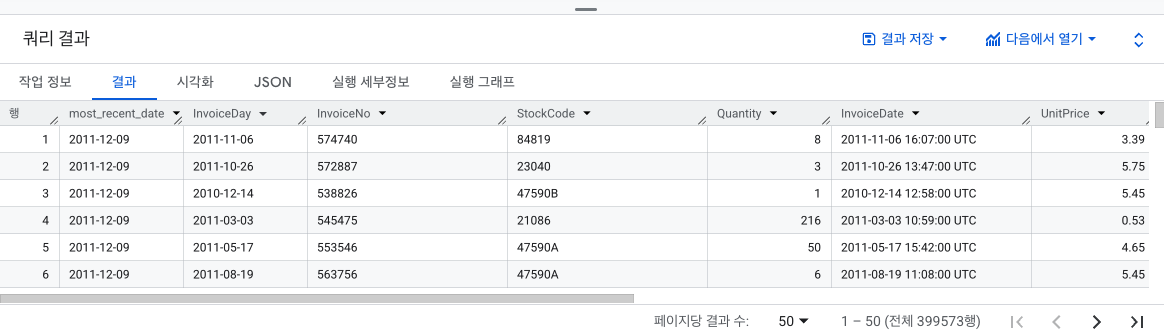 쿼리 결과 결과 저장 다음에서 열기
작업 정보 결과 시각화 JSON 실행 세부정보 실행 그래프
행 most_recent_date InvoiceDay InvoiceNo StockCode Quantity InvoiceDate UnitPrice
1 2011-12-09 2011-11-06 574740 84819 8 2011-11-06 16:07:00 UTC 3.39
2 2011-12-09 2011-10-26 572887 23040 3 2011-10-26 13:47:00 UTC 5.75
3 2011-12-09 2010-12-14 538826 47590B 1 2010-12-14 12:58:00 UTC 5.45
4 2011-12-09 2011-03-03 545475 21086 216 2011-03-03 10:59:00 UTC 0.53
5 2011-12-09 2011-05-17 553546 47590A 50 2011-05-17 15:42:00 UTC 4.65
6 2011-12-09 2011-08-19 563756 47590A 6 2011-08-19 11:08:00 UTC 5.45
페이지당 결과 수: 50 1 – 50 (전체 399573행)